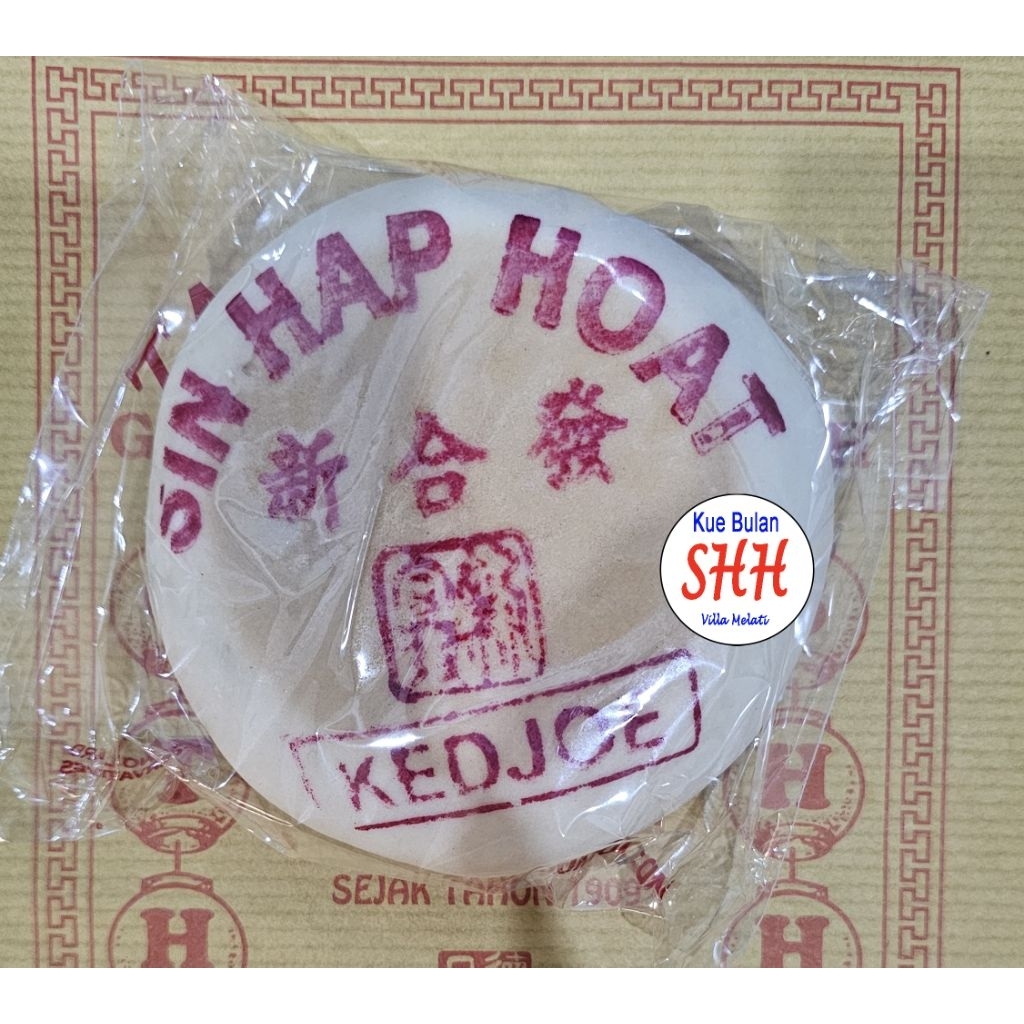 SIN HAP HOAT
新合發
KEDJOE
Kue Bulan
SHH
Villa Melati
SEJAK TAHUN 1909
H
H
H
H